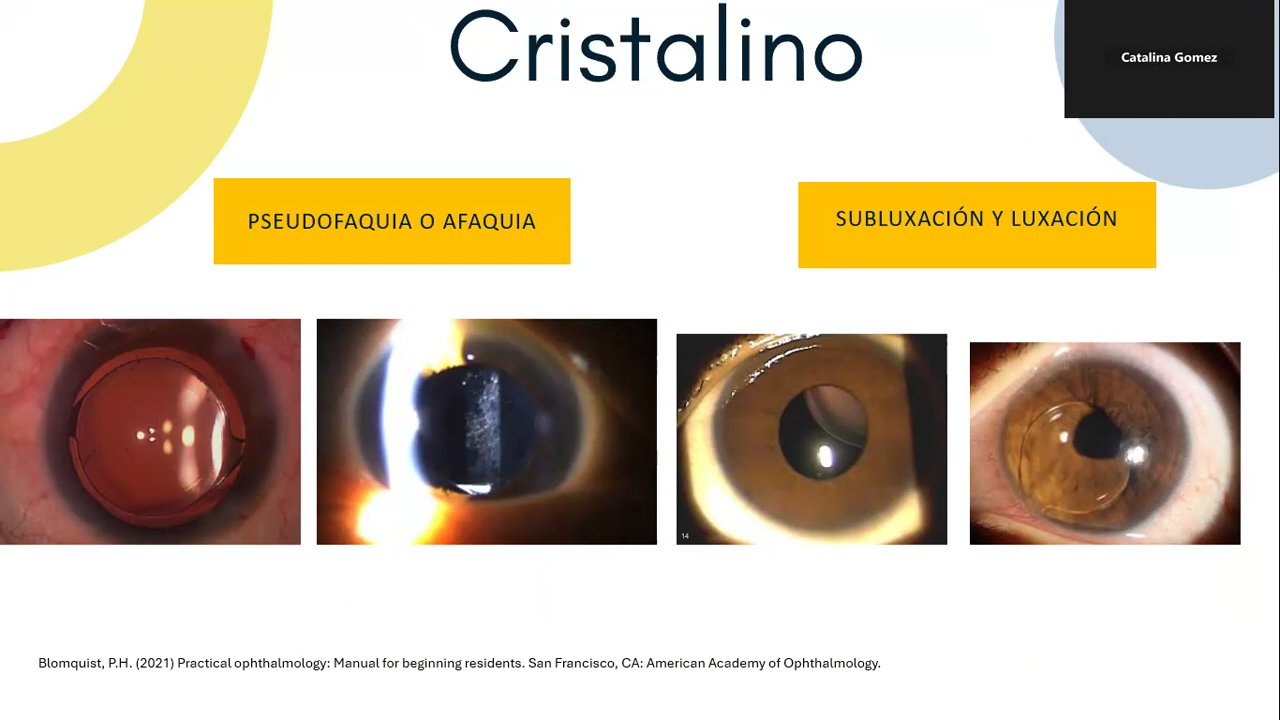 Cristalino
Catalina Gomez
PSEUDOFAQUIA O AFAQUIA
SUBLUXACIÓN Y LUXACIÓN
14
Blomquist, P.H. (2021) Practical ophthalmology: Manual for beginning residents. San Francisco, CA: American Academy of Ophthalmology.